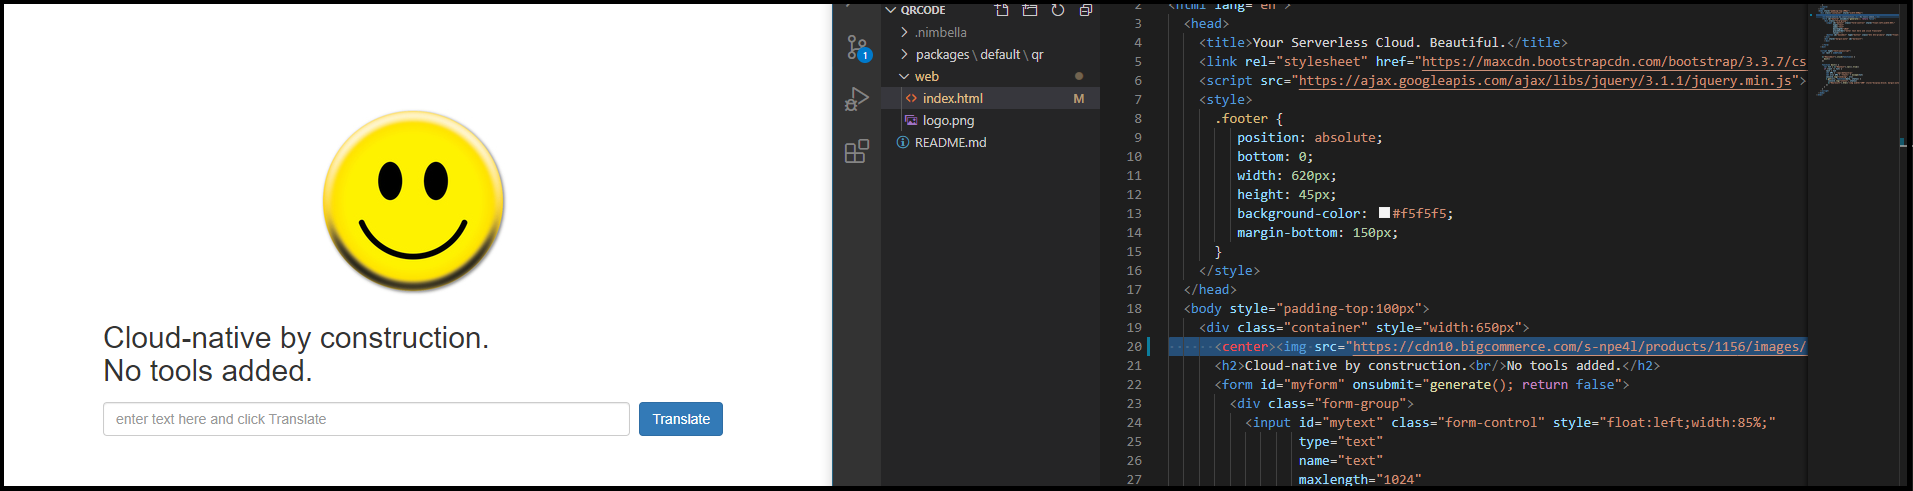 Cloud-native by construction.
No tools added.
enter text here and click Translate
Translate
1
QRCODE
.nimbella
packages \ default \ qr
web
index.html M
logo.png
README.md
2 <html lang="en">
3 <head>
4 <title>Your Serverless Cloud. Beautiful.</title>
5 <link rel="stylesheet" href="https://maxcdn.bootstrapcdn.com/bootstrap/3.3.7/cs
6 <script src="https://ajax.googleapis.com/ajax/libs/jquery/3.1.1/jquery.min.js">
7 <style>
8 .footer {
9 position: absolute;
10 bottom: 0;
11 width: 620px;
12 height: 45px;
13 background-color: #f5f5f5;
14 margin-bottom: 150px;
15 }
16 </style>
17 </head>
18 <body style="padding-top:100px">
19 <div class="container" style="width:650px">
20 <center><img src="https://cdn10.bigcommerce.com/s-npe4l/products/1156/images/
21 <h2>Cloud-native by construction.<br/>No tools added.</h2>
22 <form id="myform" onsubmit="generate(); return false">
23 <div class="form-group">
24 <input id="mytext" class="form-control" style="float:left;width:85%;"
25 type="text"
26 name="text"
27 maxlength="1024"